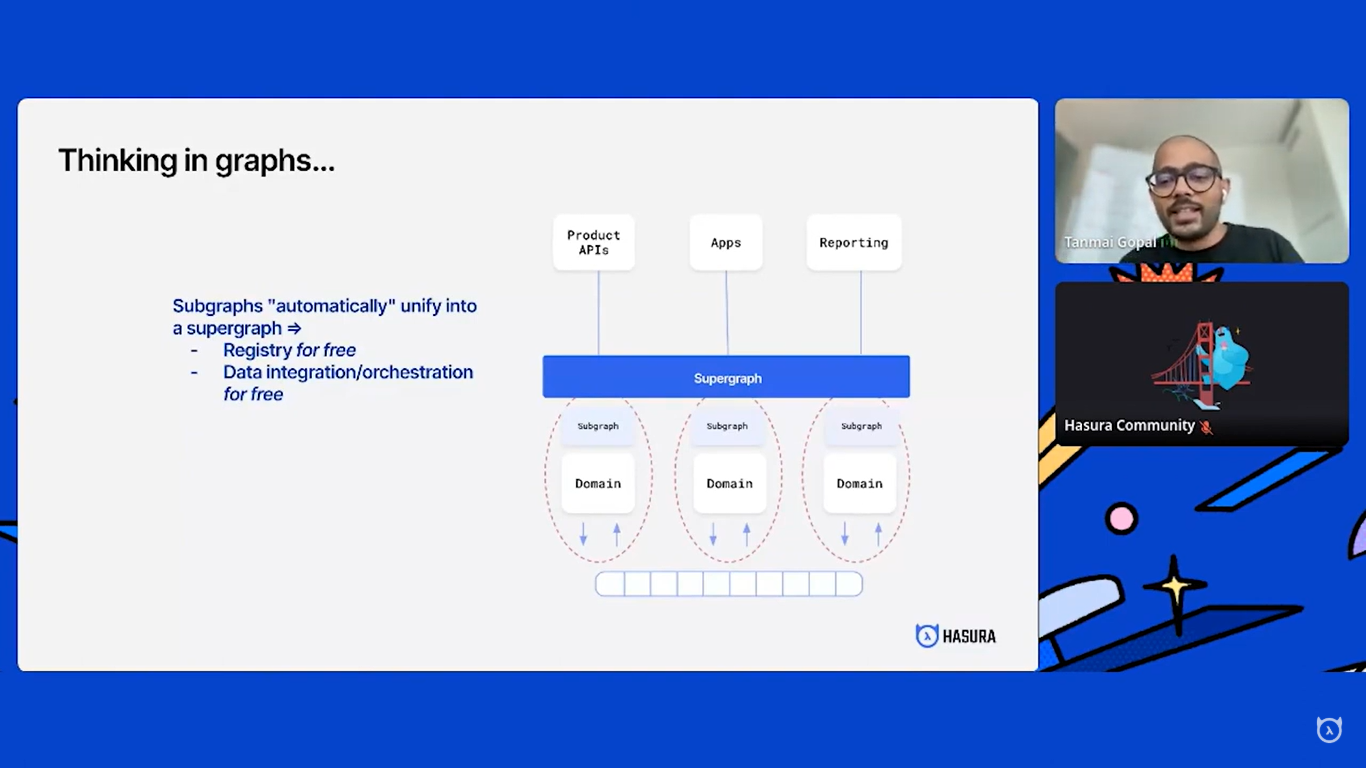 Thinking in graphs...
Product
APIs
Apps
Reporting
Subgraphs "automatically" unify into
a supergraph ⇒
- Registry for free
- Data integration/orchestration
for free
Supergraph
Subgraph
Subgraph
Subgraph
Domain
Domain
Domain
HASURA
Tanmai Gopal
Hasura Community